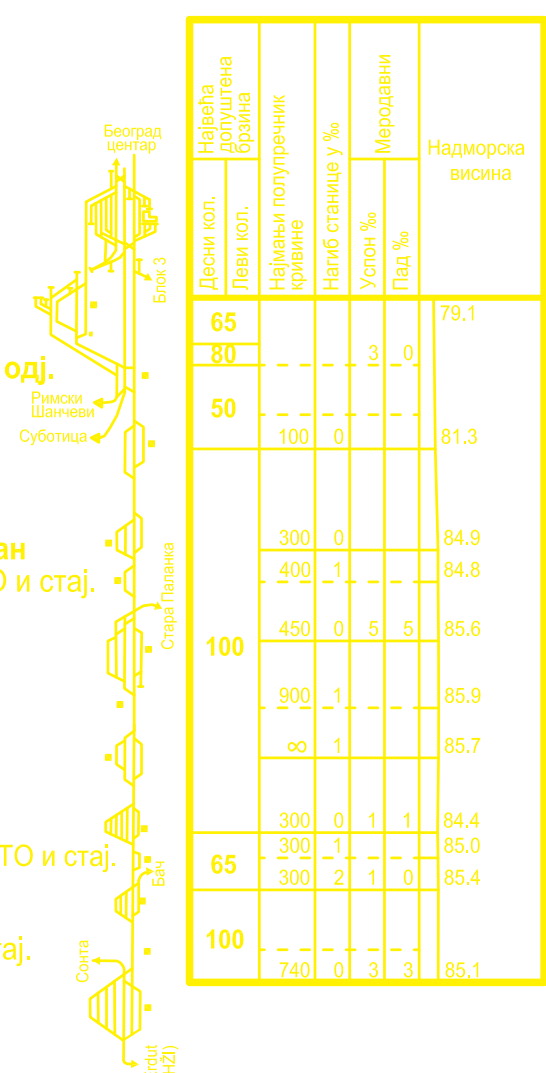 Београд
центар
Блок 3
одј.
Римски
Шанчеви
Суботица
ан
О и стај.
Стара Паланка
ТО и стај.
Бач
тај.
Сонта
Erdut
(HŽI)
Највећа
допуштена
брзина
Десни кол.
Леви кол.
Најмањи полупречник
кривине
Нагиб станице у ‰
Меродавни
Успон ‰
Пад ‰
Надморска
висина
65 79,1
80 3 0
50
100 0 81.3
300 0 84.9
400 1 84.8
100 450 0 5 5 85.6
900 1 85.9
∞ 1 85.7
300 0 1 1 84.4
300 1 85.0
65 300 2 1 0 85.4
100
740 0 3 3 85,1